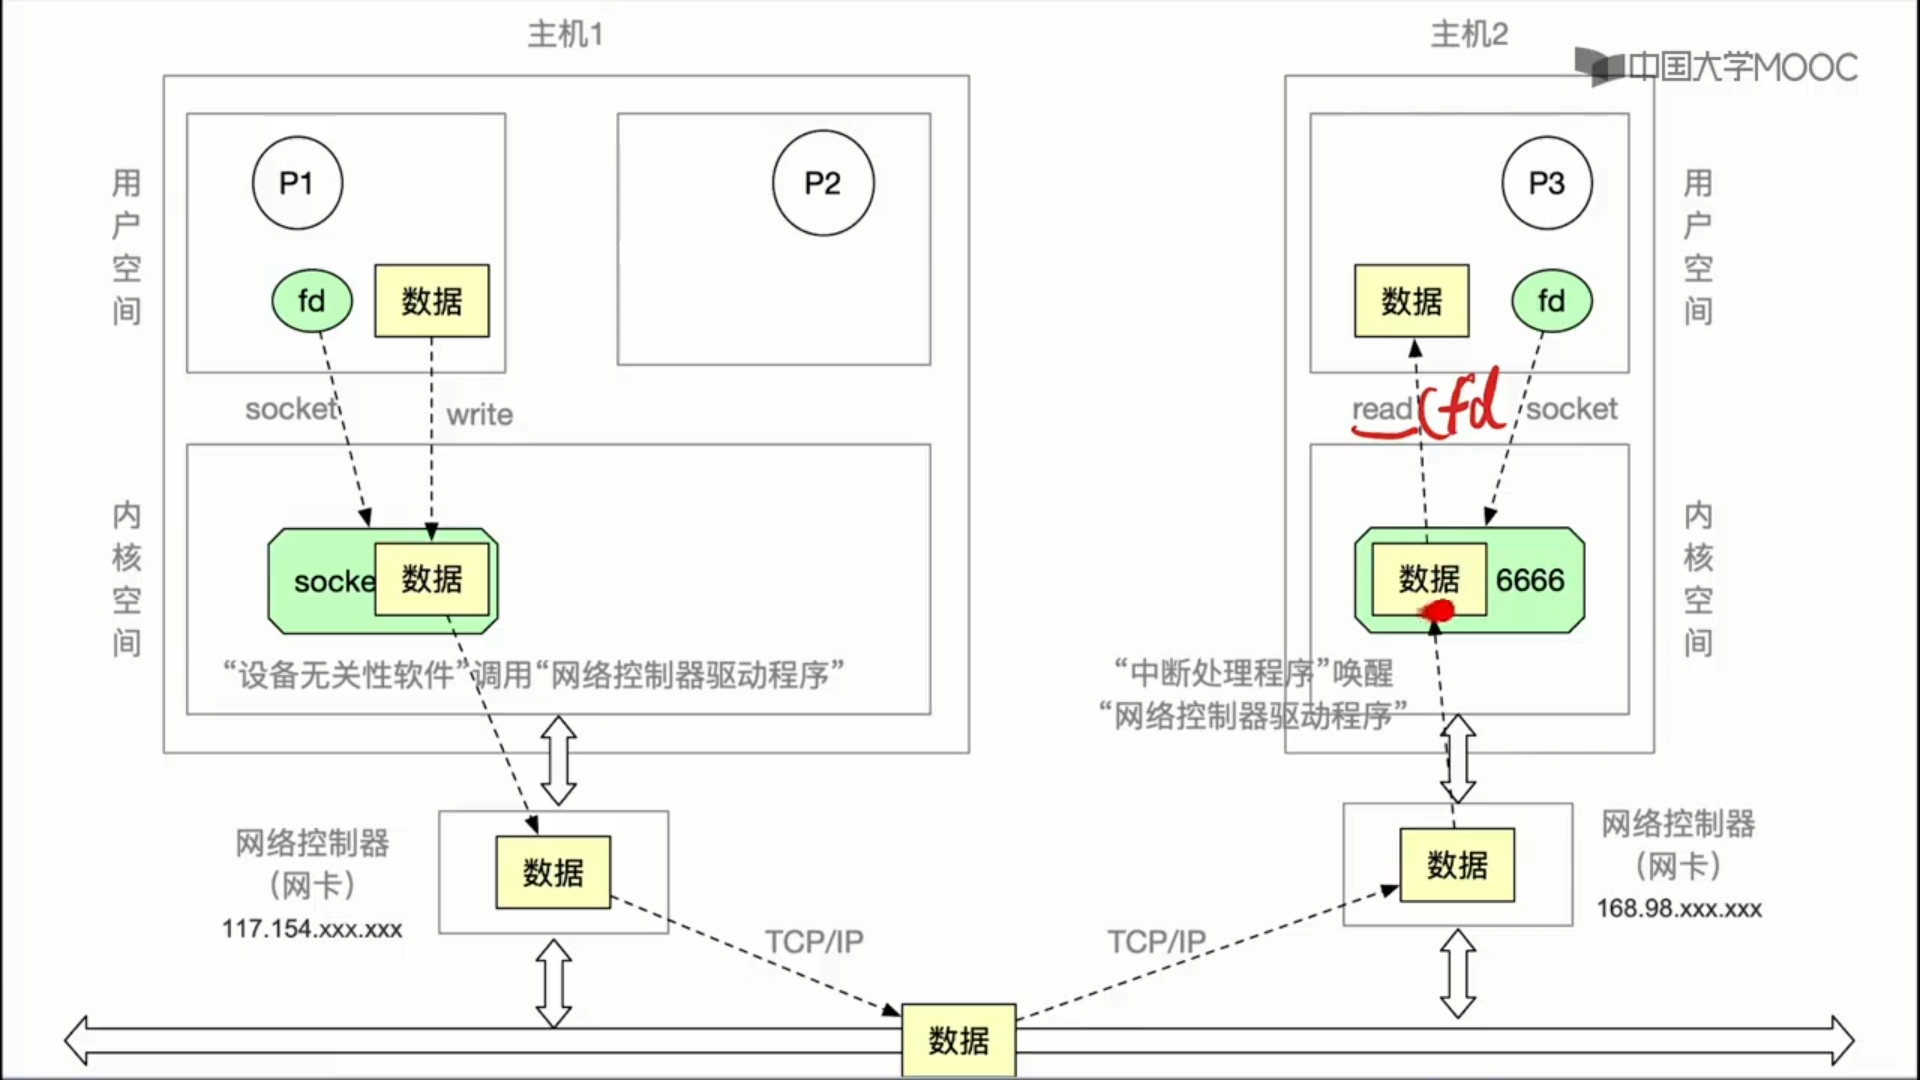 主机1
主机2
中国大学MOOC
用户空间
P1
P2
P3
用户空间
fd
数据
数据
fd
socket
write
read
(fd
socket
内核空间
socke
数据
数据
6666
内核空间
“设备无关性软件”调用“网络控制器驱动程序”
“中断处理程序”唤醒
“网络控制器驱动程序”
网络控制器
（网卡）
117.154.xxx.xxx
数据
数据
网络控制器
（网卡）
168.98.xxx.xxx
TCP/IP
TCP/IP
数据